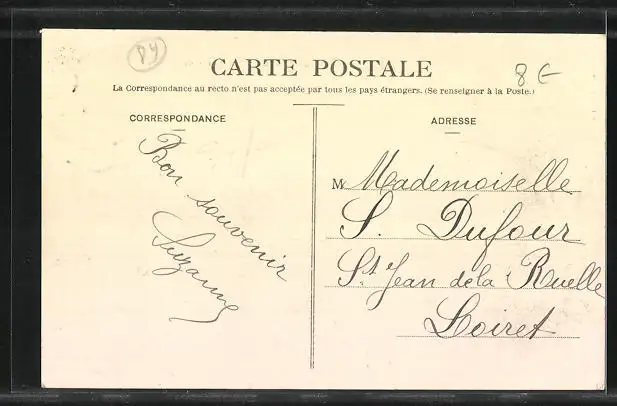 84
CARTE POSTALE
8 €
La Correspondance au recto n'est pas acceptée par tous les pays étrangers. (Se renseigner à la Poste.)
CORRESPONDANCE
Bon souvenir
Suzanne
ADRESSE
M Mademoiselle
S. Dufour
St Jean de la Ruelle
Loiret